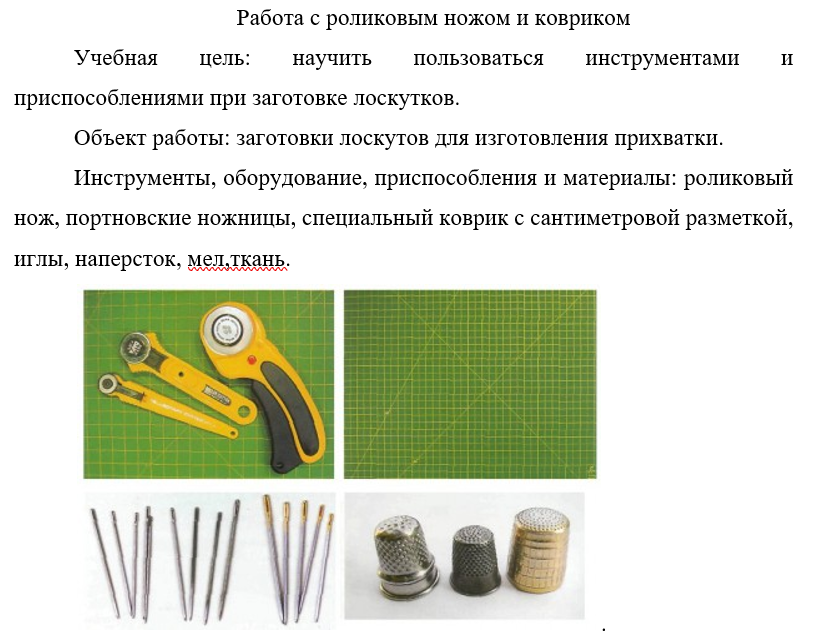 Работа с роликовым ножом и ковриком
Учебная цель: научить пользоваться инструментами и
приспособлениями при заготовке лоскутков.
Объект работы: заготовки лоскутов для изготовления прихватки.
Инструменты, оборудование, приспособления и материалы: роликовый
нож, портновские ножницы, специальный коврик с сантиметровой разметкой,
иглы, наперсток, мел,ткань.
.